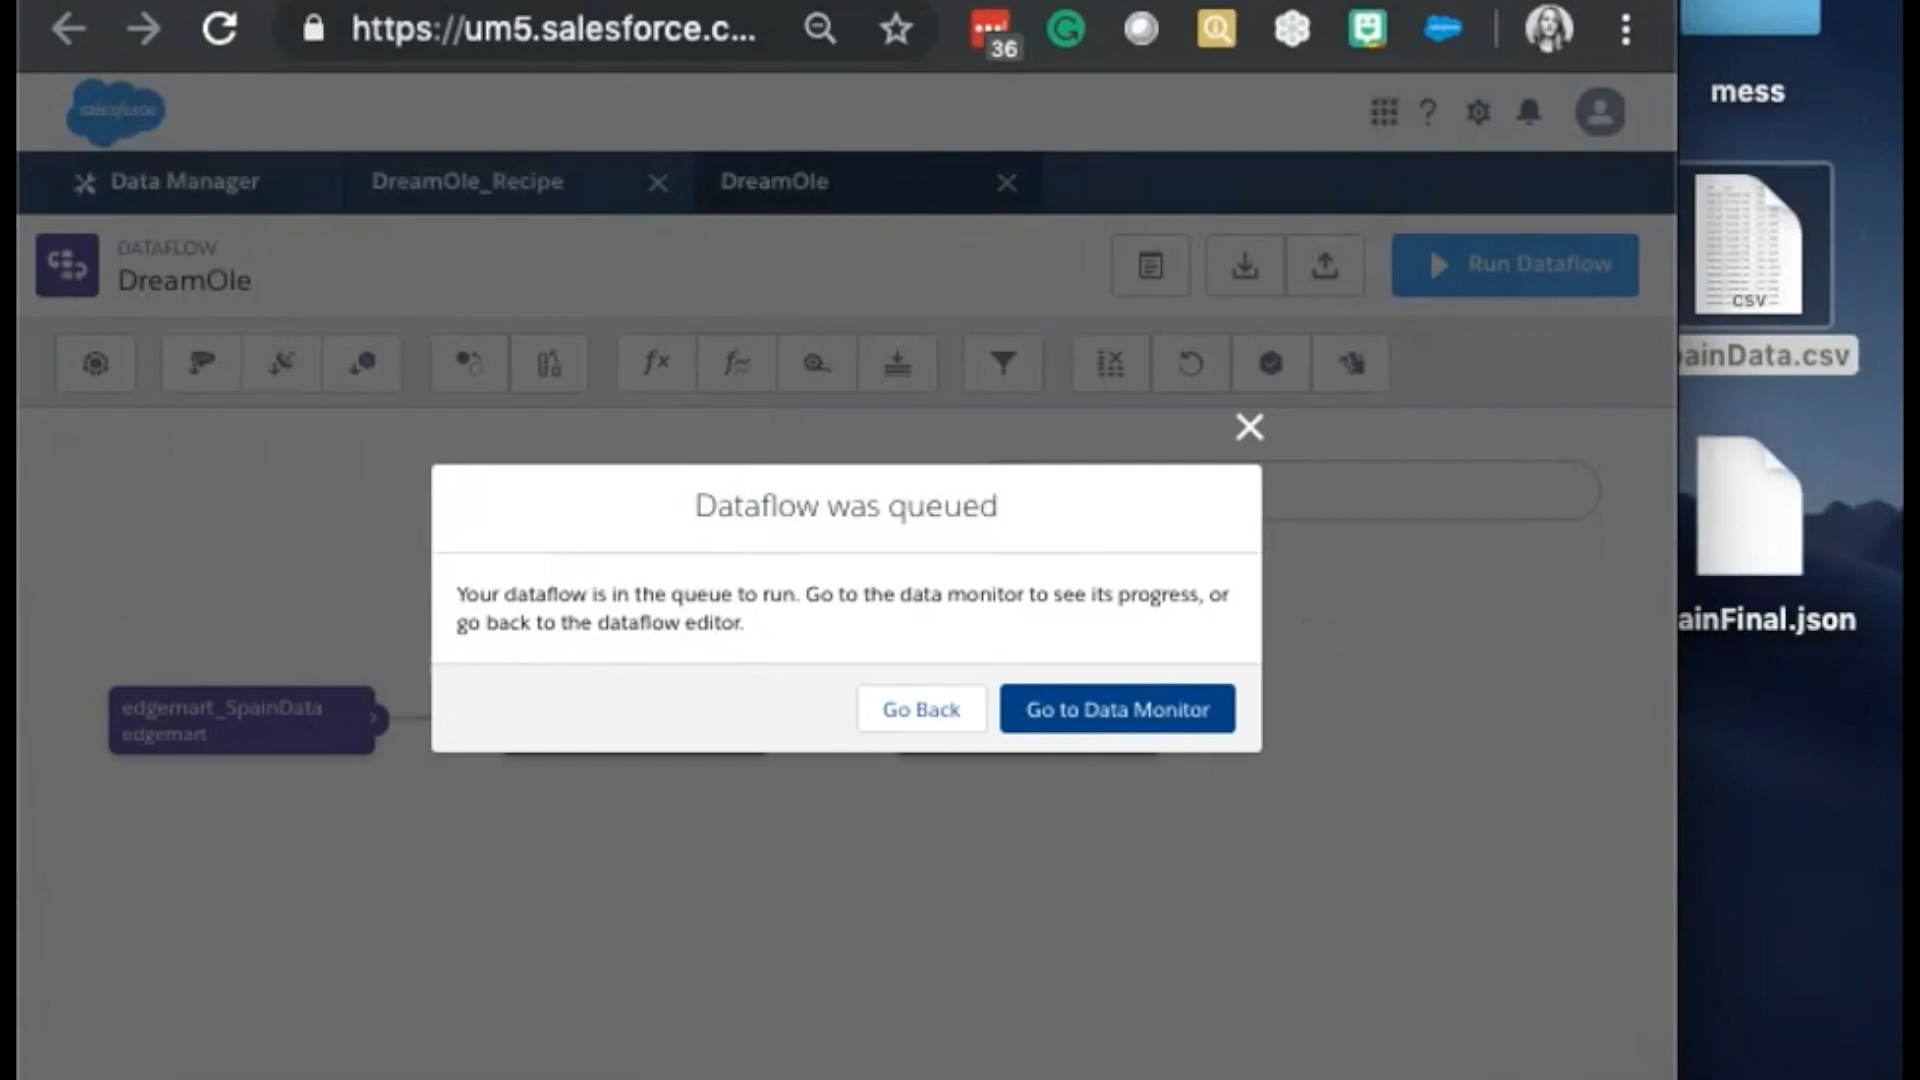 https://um5.salesforce.c...
36
salesforce
mess
Data Manager
DreamOle_Recipe
DreamOle
DATAFLOW
DreamOle
Run Dataflow
CSV
ainData.csv
Dataflow was queued
Your dataflow is in the queue to run. Go to the data monitor to see its progress, or
go back to the dataflow editor.
ainFinal.json
edgemart_SpainData
edgemart
Go Back
Go to Data Monitor